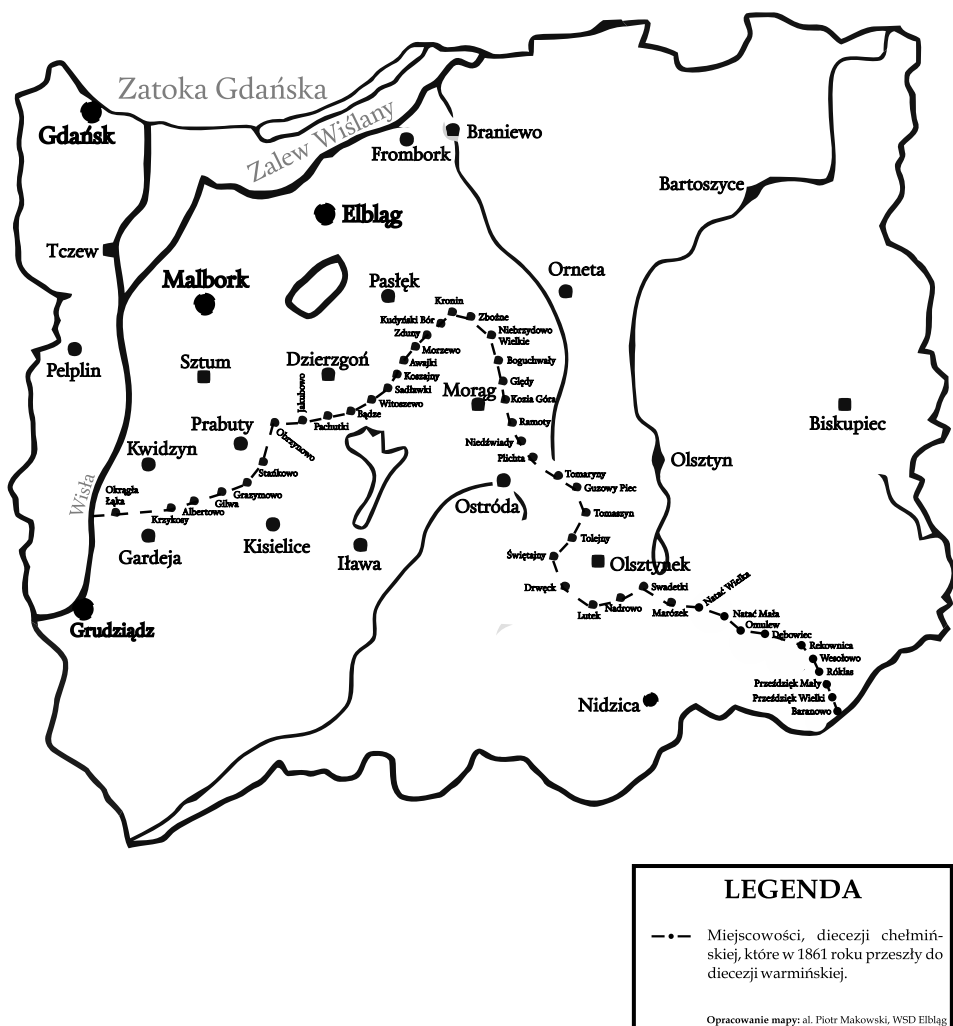 Zatoka Gdańska
Zalew Wiślany
Gdańsk
Frombork
Braniewo
Bartoszyce
Elbląg
Tczew
Malbork
Pasłęk
Orneta
Kronin
Zbożne
Kudyński Bór
Zduny
Niebrzydowo
Wielkie
Morzewo
Boguchwały
Awajki
Koszajny
Sadławki
Witoszewo
Bądze
Pachutki
Jakubowo
Obrzynowo
Pelplin
Sztum
Dzierzgoń
Morąg
Ględy
Kozia Góra
Ramoty
Niedźwiady
Plichta
Biskupiec
Prabuty
Kwidzyn
Stańkowo
Grazymowo
Gilwa
Albertowo
Krzykosy
Okrągła
Łąka
Wisła
Olsztyn
Tomaryny
Guzowy Piec
Tomaszyn
Tolejny
Ostróda
Gardeja
Kisielice
Iława
Świętajny
Olsztynek
Drwęck
Lutek
Nadrowo
Swadetki
Marózek
Natać Wielka
Natać Mała
Omulew
Dębowiec
Rekownica
Wesołowo
Róklas
Przeździęk Mały
Przeździęk Wielki
Baranowo
Grudziądz
Nidzica
LEGENDA
Miejscowości, diecezji chełmiń-
skiej, które w 1861 roku przeszły do
diecezji warmińskiej.
Opracowanie mapy: al. Piotr Makowski, WSD Elbląg